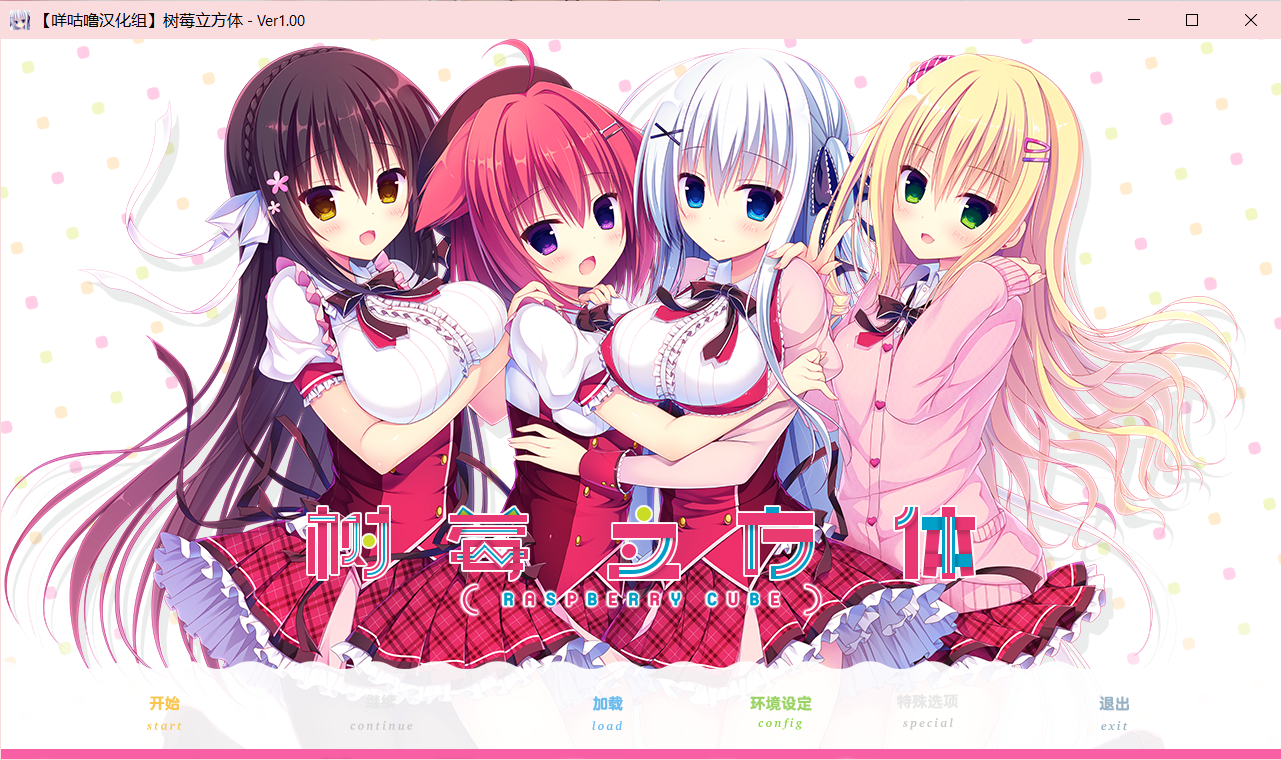 【咩咕噜汉化组】树莓立方体 - Ver1.00
树莓立方体
( RASPBERRY CUBE )
开始 继续 加载 环境设定 特殊选项 退出
start continue load config special exit